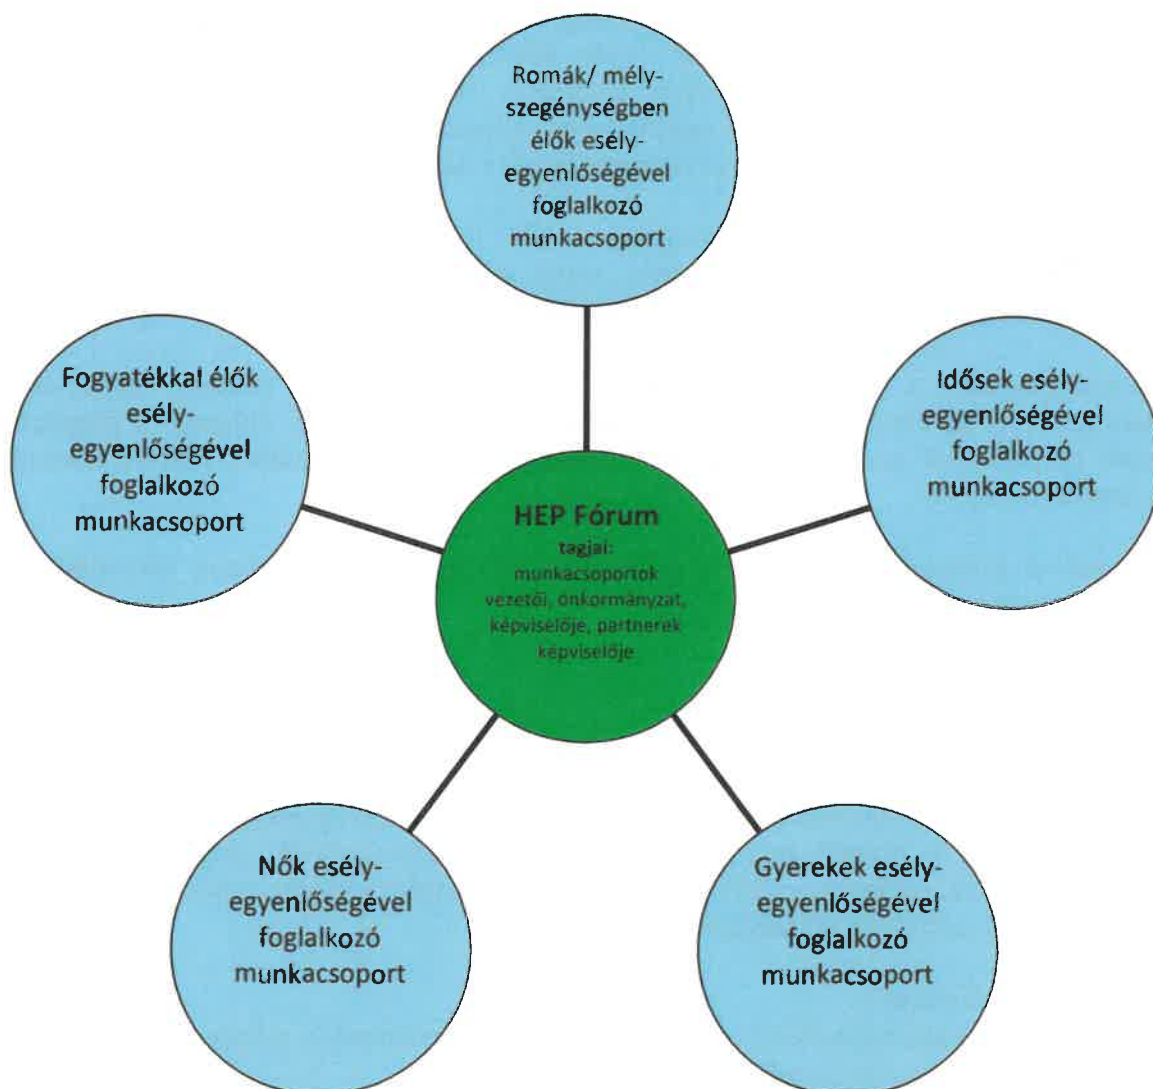 Romák/ mély-
szegénységben
élők esély-
egyenlőségével
foglalkozó
munkacsoport
Fogyatékkal élők
esély-
egyenlőségével
foglalkozó
munkacsoport
Idősek esély-
egyenlőségével
foglalkozó
munkacsoport
HEP Fórum
tagjai:
munkacsoportok
vezetői, önkormányzat,
képviselője, partnerek
képviselője
Nők esély-
egyenlőségével
foglalkozó
munkacsoport
Gyerekek esély-
egyenlőségével
foglalkozó
munkacsoport